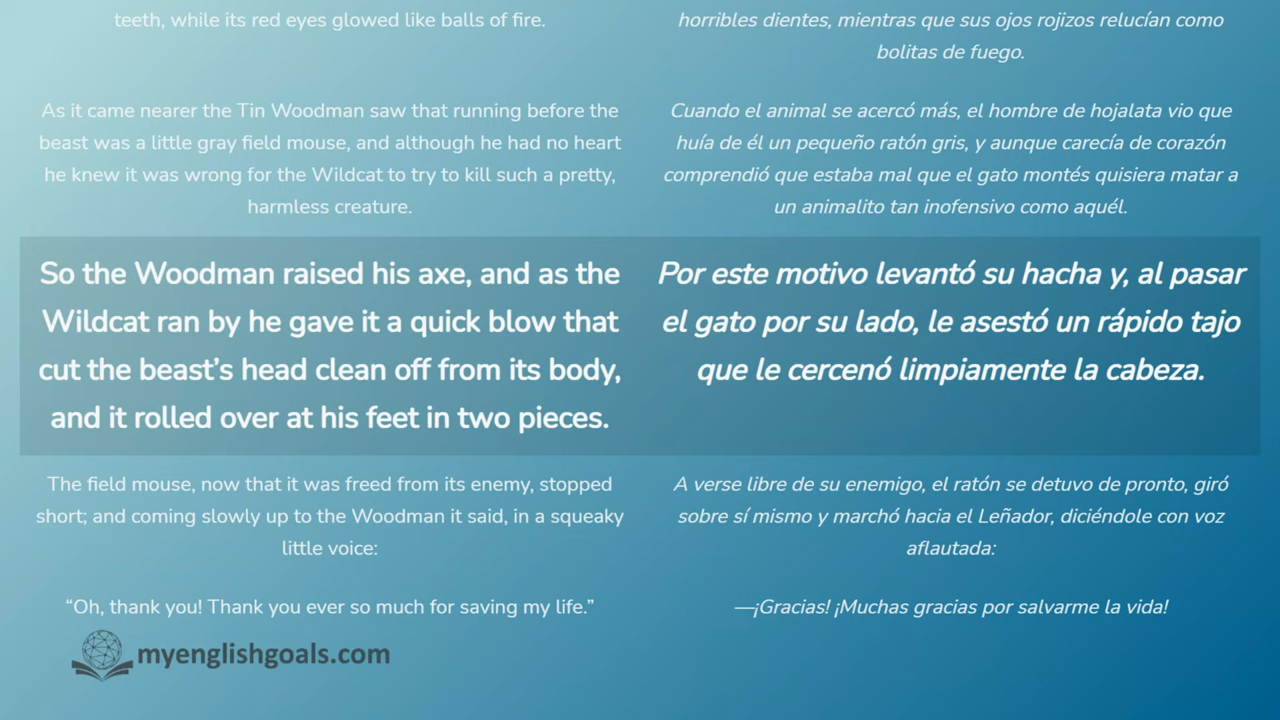 teeth, while its red eyes glowed like balls of fire.
horribles dientes, mientras que sus ojos rojizos relucían como
bolitas de fuego.
As it came nearer the Tin Woodman saw that running before the
beast was a little gray field mouse, and although he had no heart
he knew it was wrong for the Wildcat to try to kill such a pretty,
harmless creature.
Cuando el animal se acercó más, el hombre de hojalata vio que
huía de él un pequeño ratón gris, y aunque carecía de corazón
comprendió que estaba mal que el gato montés quisiera matar a
un animalito tan inofensivo como aquél.
So the Woodman raised his axe, and as the
Wildcat ran by he gave it a quick blow that
cut the beast’s head clean off from its body,
and it rolled over at his feet in two pieces.
Por este motivo levantó su hacha y, al pasar
el gato por su lado, le asestó un rápido tajo
que le cercenó limpiamente la cabeza.
The field mouse, now that it was freed from its enemy, stopped
short; and coming slowly up to the Woodman it said, in a squeaky
little voice:
A verse libre de su enemigo, el ratón se detuvo de pronto, giró
sobre sí mismo y marchó hacia el Leñador, diciéndole con voz
aflautada:
“Oh, thank you! Thank you ever so much for saving my life.”
—¡Gracias! ¡Muchas gracias por salvarme la vida!
myenglishgoals.com